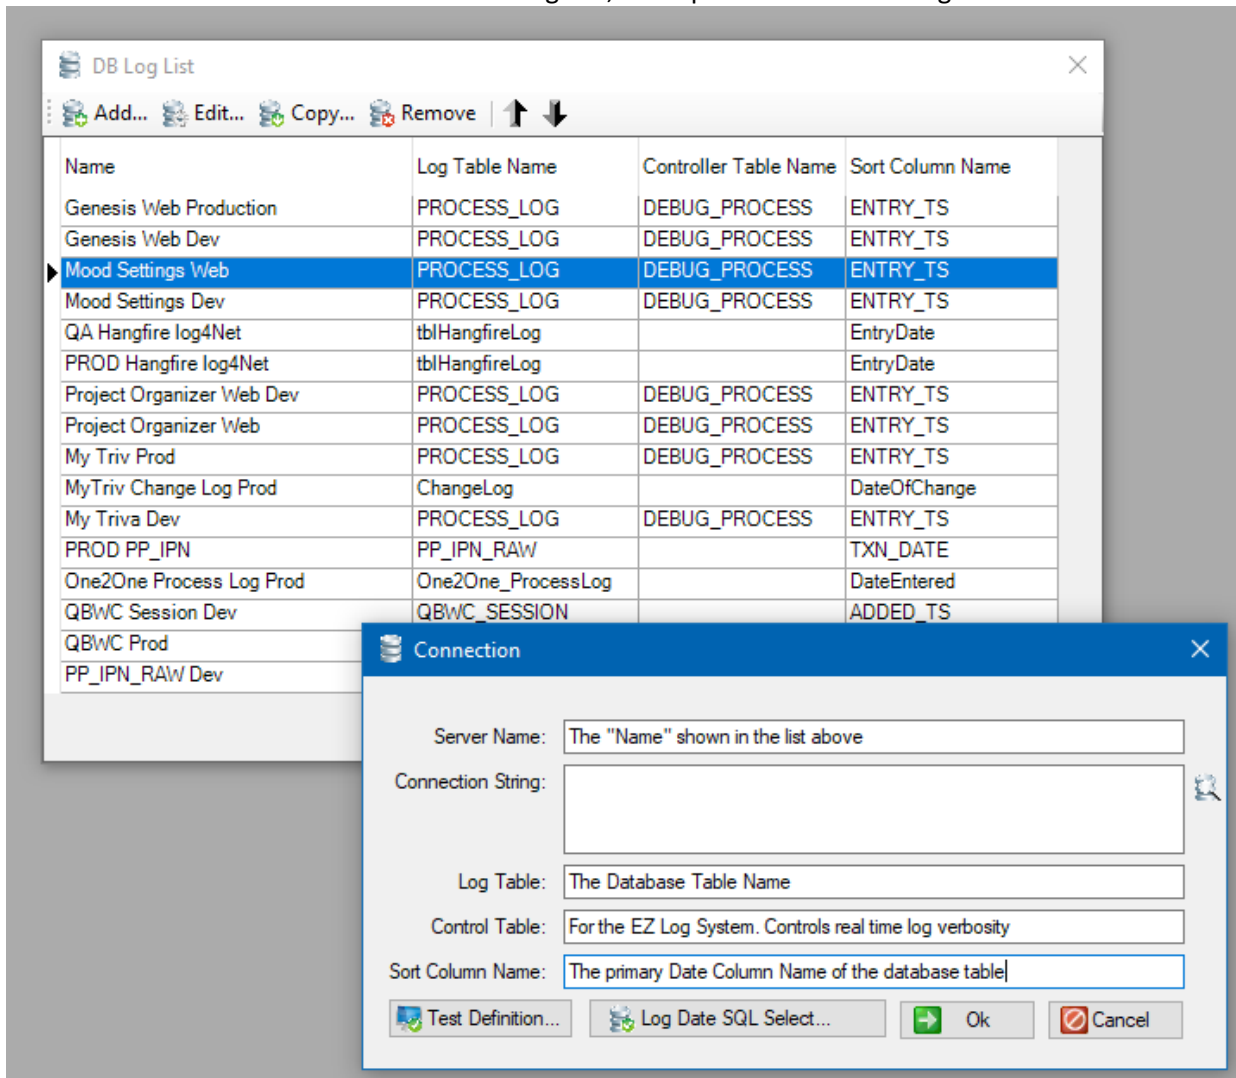 DB Log List
Add... Edit... Copy... Remove
Name Log Table Name Controller Table Name Sort Column Name
Genesis Web Production PROCESS_LOG DEBUG_PROCESS ENTRY_TS
Genesis Web Dev PROCESS_LOG DEBUG_PROCESS ENTRY_TS
Mood Settings Web PROCESS_LOG DEBUG_PROCESS ENTRY_TS
Mood Settings Dev PROCESS_LOG DEBUG_PROCESS ENTRY_TS
QA Hangfire log4Net tblHangfireLog EntryDate
PROD Hangfire log4Net tblHangfireLog EntryDate
Project Organizer Web Dev PROCESS_LOG DEBUG_PROCESS ENTRY_TS
Project Organizer Web PROCESS_LOG DEBUG_PROCESS ENTRY_TS
My Triv Prod PROCESS_LOG DEBUG_PROCESS ENTRY_TS
MyTriv Change Log Prod ChangeLog DateOfChange
My Triva Dev PROCESS_LOG DEBUG_PROCESS ENTRY_TS
PROD PP_IPN PP_IPN_RAW TXN_DATE
One2One Process Log Prod One2One_ProcessLog DateEntered
QBWC Session Dev QBWC_SESSION ADDED_TS
QBWC Prod
PP_IPN_RAW Dev
Connection
Server Name: The "Name" shown in the list above
Connection String:
Log Table: The Database Table Name
Control Table: For the EZ Log System. Controls real time log verbosity
Sort Column Name: The primary Date Column Name of the database table
Test Definition... Log Date SQL Select... Ok Cancel